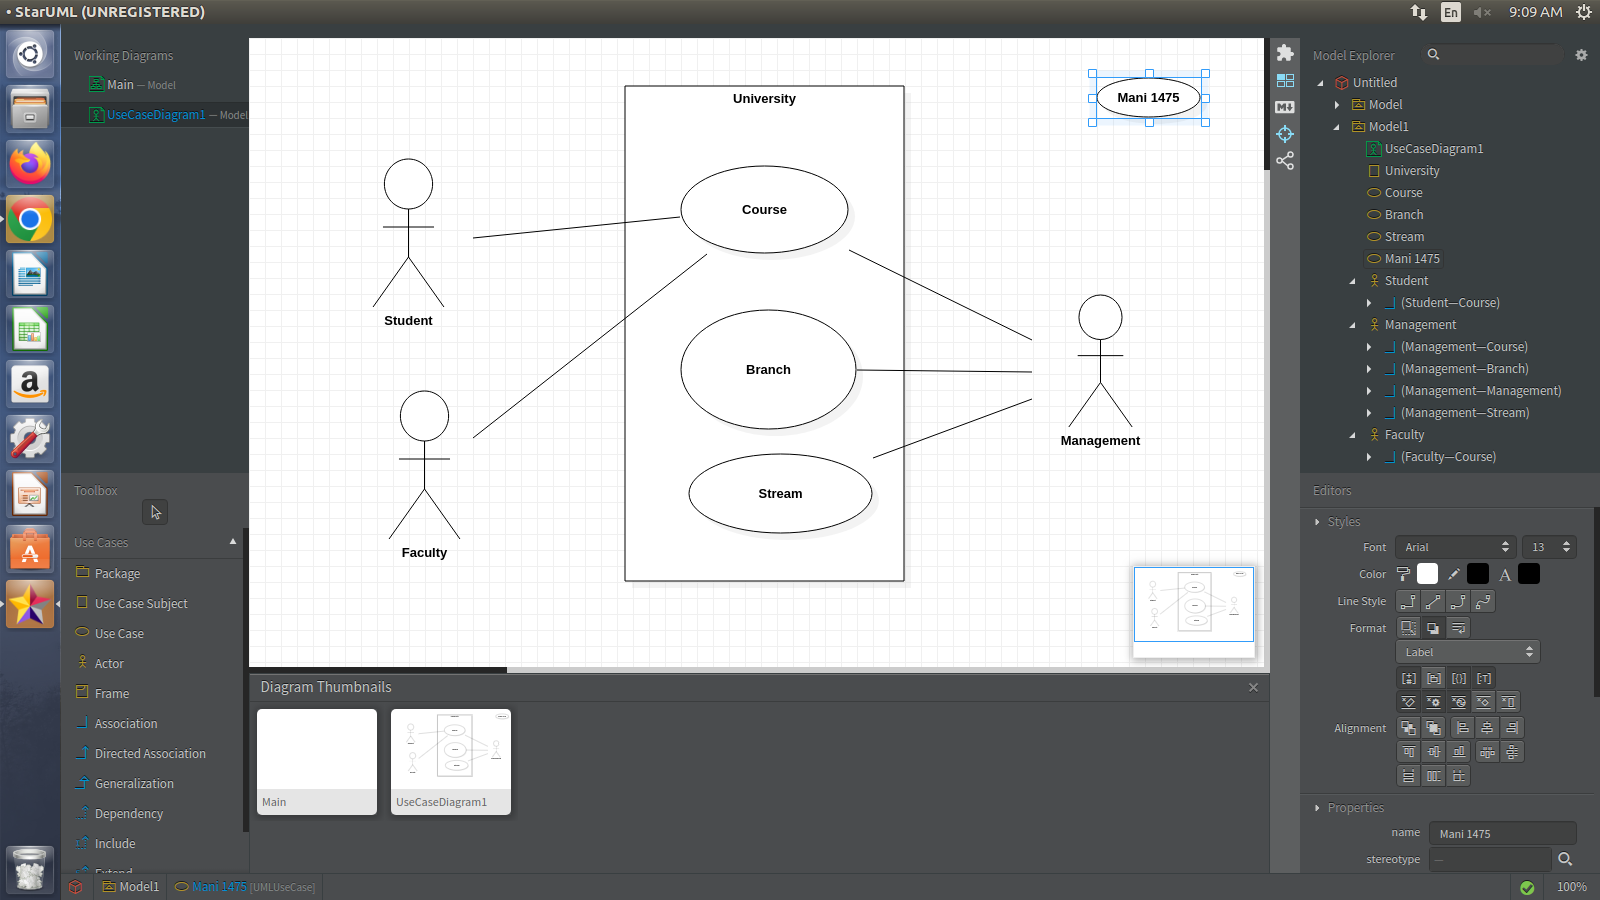 • StarUML (UNREGISTERED)
En
9:09 AM
Working Diagrams
Main — Model
UseCaseDiagram1 — Model
Toolbox
Use Cases
Package
Use Case Subject
Use Case
Actor
Frame
Association
Directed Association
Generalization
Dependency
Include
Extend
University
Mani 1475
Course
Student
Branch
Management
Stream
Faculty
Diagram Thumbnails
Main
UseCaseDiagram1
Model Explorer
Untitled
Model
Model1
UseCaseDiagram1
University
Course
Branch
Stream
Mani 1475
Student
(Student—Course)
Management
(Management—Course)
(Management—Branch)
(Management—Management)
(Management—Stream)
Faculty
(Faculty—Course)
Editors
Styles
Font Arial 13
Color A
Line Style
Format
Label
Alignment
Properties
name Mani 1475
stereotype —
Model1 Mani 1475 [UMLUseCase]
100%